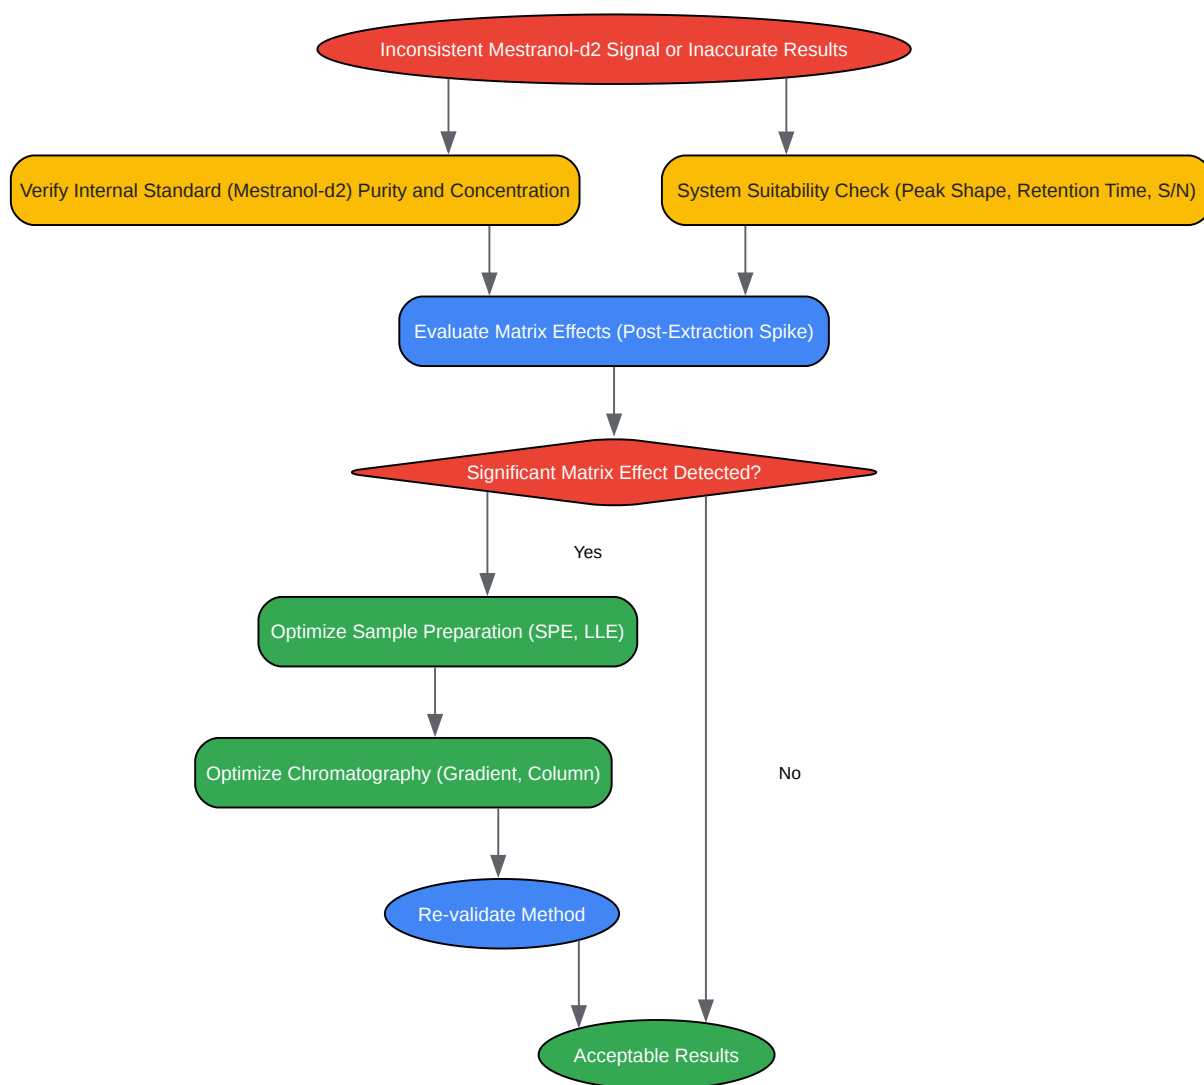 Inconsistent Mestranol-d2 Signal or Inaccurate Results
Verify Internal Standard (Mestranol-d2) Purity and Concentration
System Suitability Check (Peak Shape, Retention Time, S/N)
Evaluate Matrix Effects (Post-Extraction Spike)
Significant Matrix Effect Detected?
Yes
Optimize Sample Preparation (SPE, LLE)
Optimize Chromatography (Gradient, Column)
No
Re-validate Method
Acceptable Results